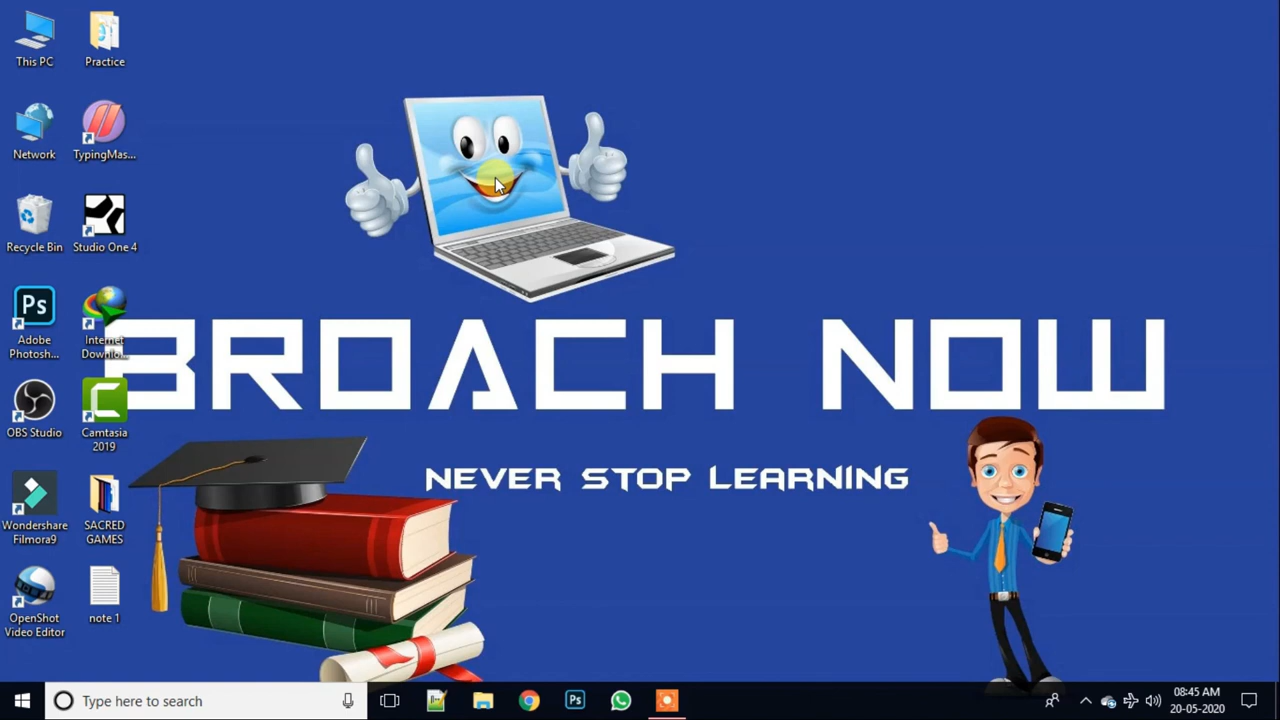 This PC
Practice
Network
TypingMas...
Recycle Bin
Studio One 4
Ps
Adobe
Photosh...
Internet
Downlo...
BROACH NOW
OBS Studio
Camtasia
2019
NEVER STOP LEARNING
Wondershare
Filmora9
SACRED
GAMES
OpenShot
Video Editor
note 1
Type here to search
Ps
08:45 AM
20-05-2020